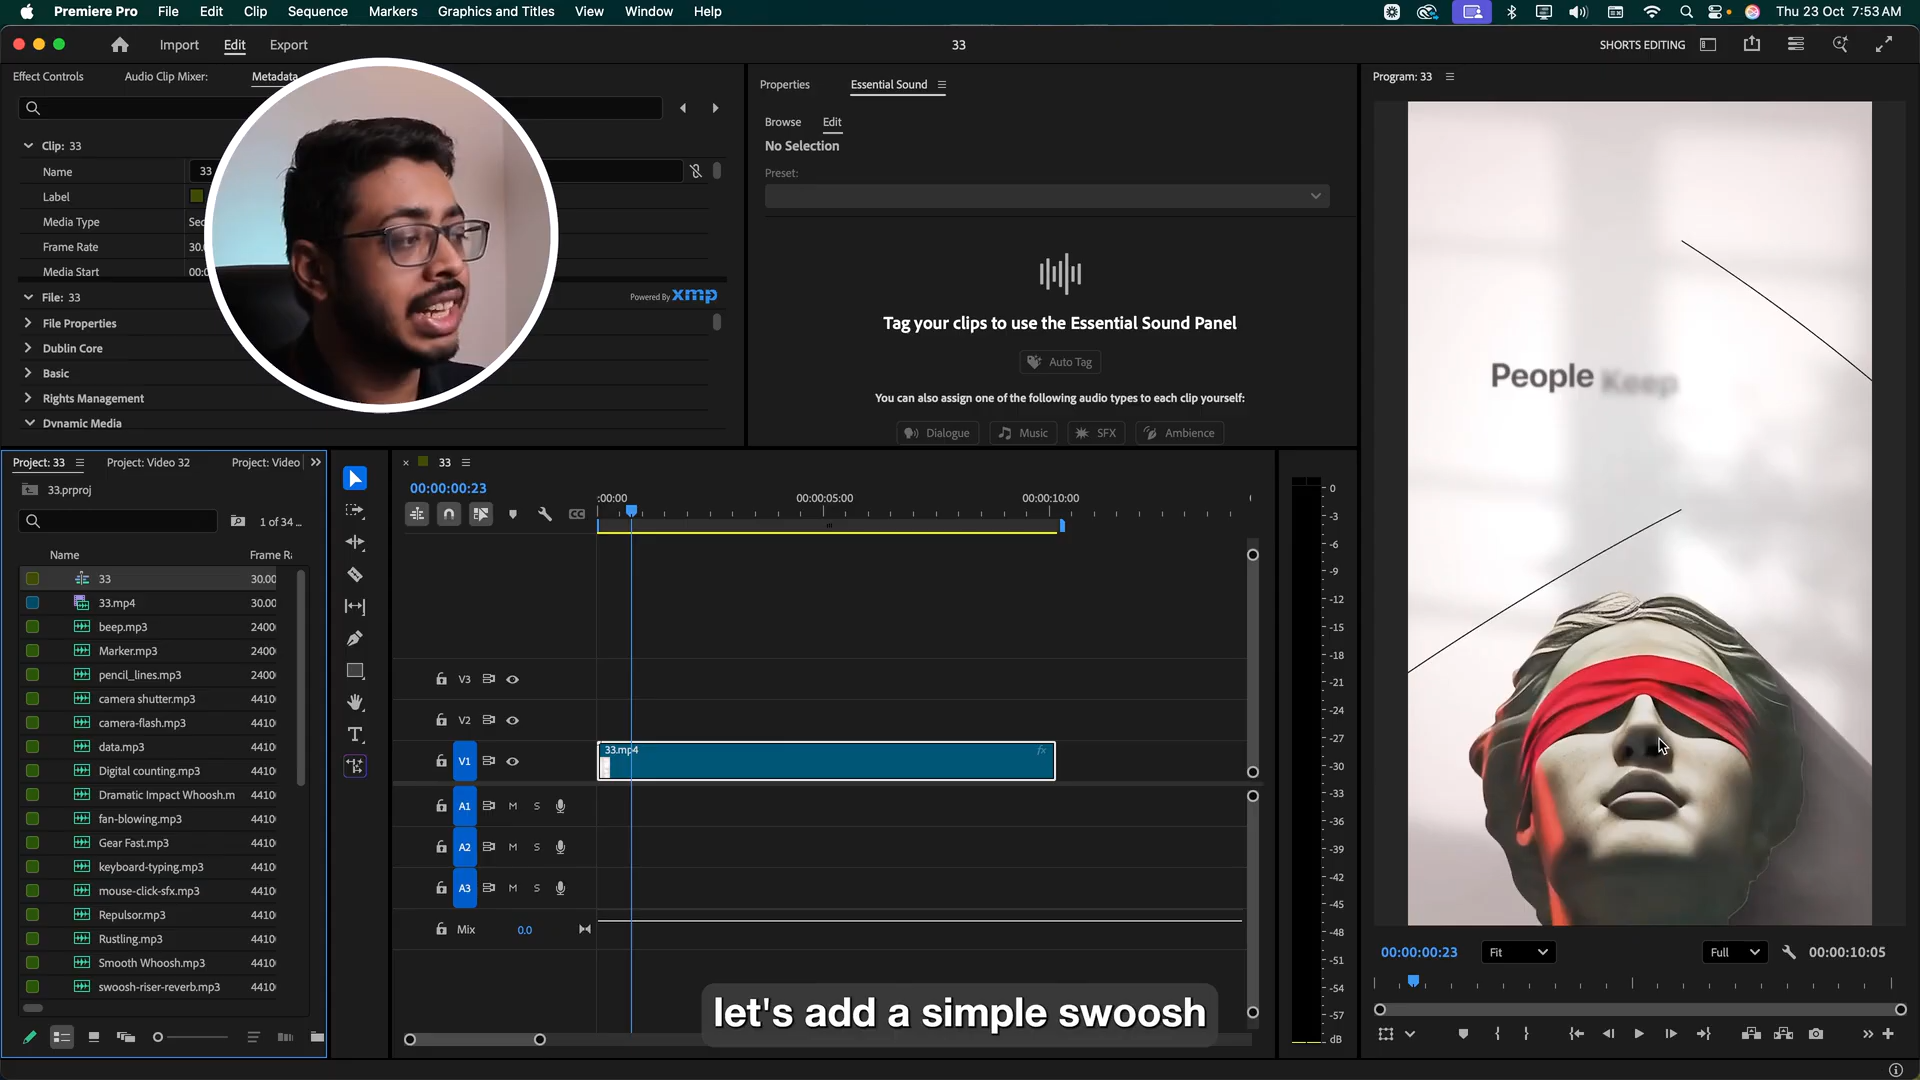 Premiere Pro File Edit Clip Sequence Markers Graphics and Titles View Window Help Thu 23 Oct 7:53 AM
Import Edit Export 33 SHORTS EDITING
Effect Controls Audio Clip Mixer: Metadata
Clip: 33
Name 33
Label
Media Type Sec
Frame Rate 30.0
Media Start 00:0
File: 33 Powered By xmp
File Properties
Dublin Core
Basic
Rights Management
Dynamic Media
Properties Essential Sound
Browse Edit
No Selection
Preset:
Tag your clips to use the Essential Sound Panel
Auto Tag
You can also assign one of the following audio types to each clip yourself:
Dialogue Music SFX Ambience
Program: 33
People Keep
00:00:00:23 Fit Full 00:00:10:05
Project: 33 Project: Video 32 Project: Video
33.prproj
1 of 34 ...
Name Frame R
33 30.00
33.mp4 30.00
beep.mp3 2400
Marker.mp3 2400
pencil_lines.mp3 2400
camera shutter.mp3 4410
camera-flash.mp3 4410
data.mp3 4410
Digital counting.mp3 4410
Dramatic Impact Whoosh.m 4410
fan-blowing.mp3 4410
Gear Fast.mp3 4410
keyboard-typing.mp3 4410
mouse-click-sfx.mp3 4410
Repulsor.mp3 4410
Rustling.mp3 4410
Smooth Whoosh.mp3 4410
swoosh-riser-reverb.mp3 4410
33
00:00:00:23
:00:00 00:00:05:00 00:00:10:00
CC
V3
V2
V1 33.mp4 fx
A1 M S
A2 M S
A3 M S
Mix 0.0
0
-3
-6
-9
-12
-15
-18
-21
-24
-27
-30
-33
-36
-39
-42
-45
-48
-51
-54
-57
dB
let's add a simple swoosh